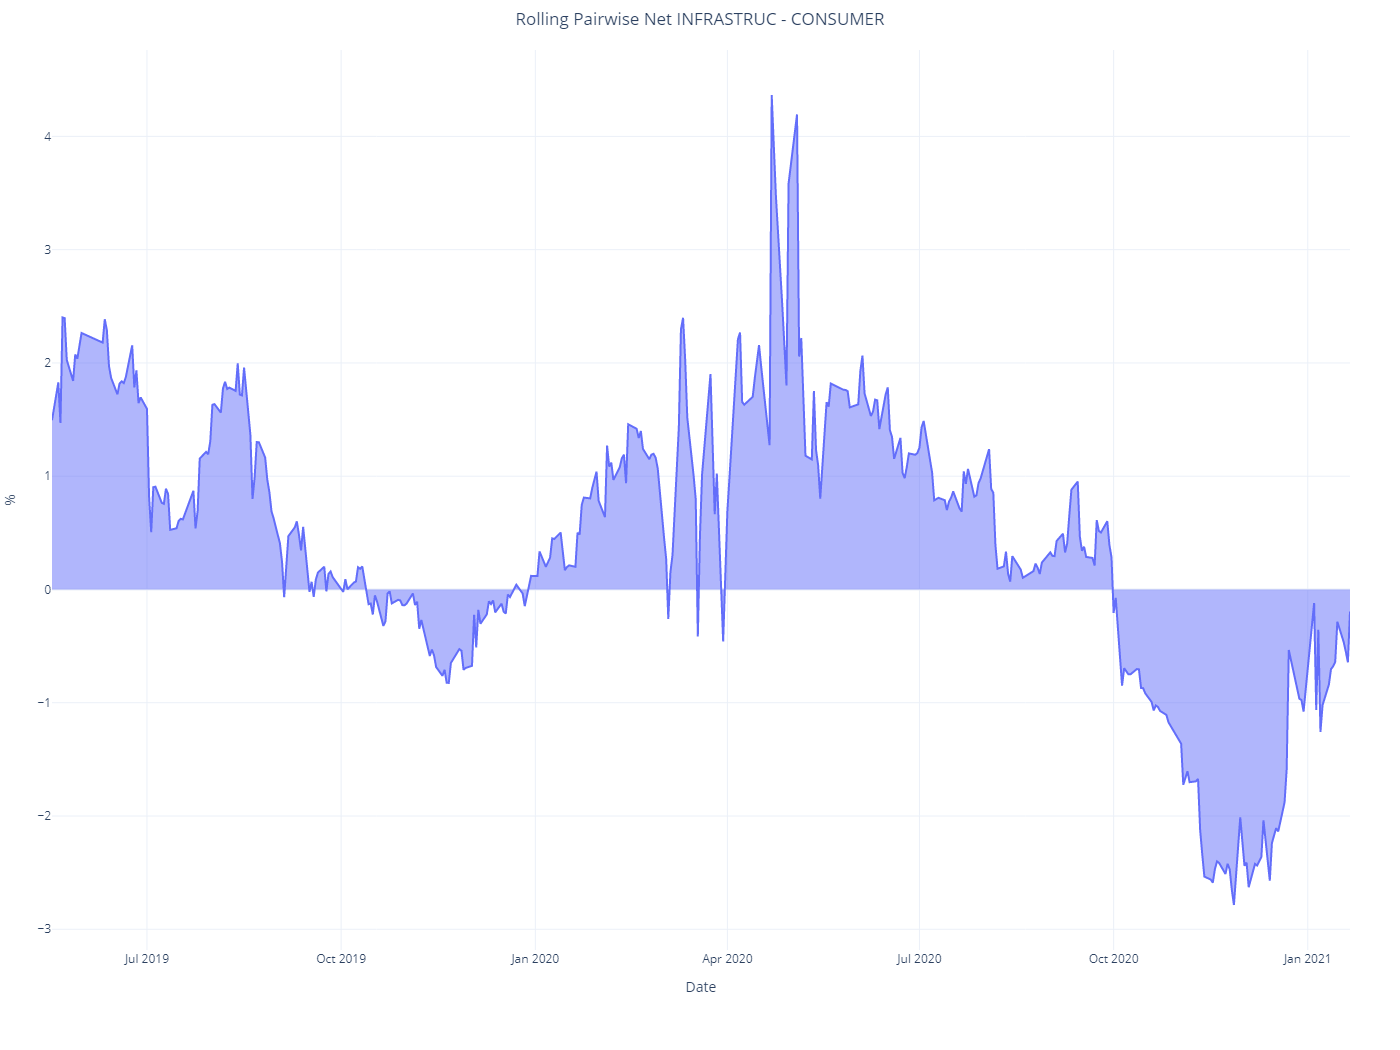 Rolling Pairwise Net INFRASTRUC - CONSUMER
4
3
2
1
0
−1
−2
−3
%
Jul 2019
Oct 2019
Jan 2020
Apr 2020
Jul 2020
Oct 2020
Jan 2021
Date